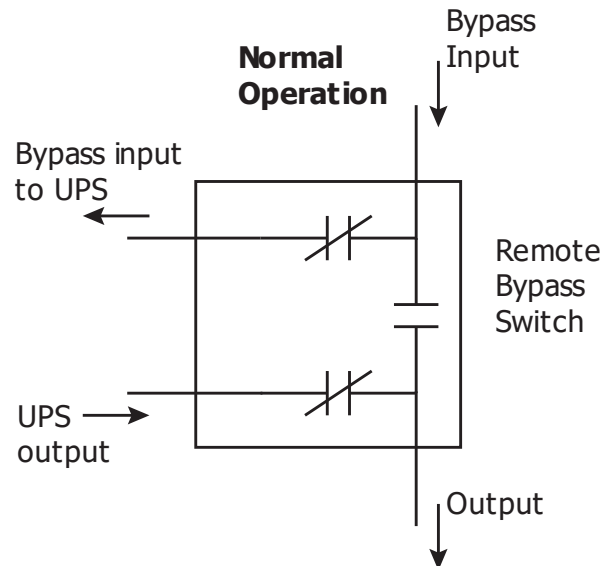 Bypass
Input
Normal
Operation
Bypass input
to UPS
Remote
Bypass
Switch
UPS
output
Output